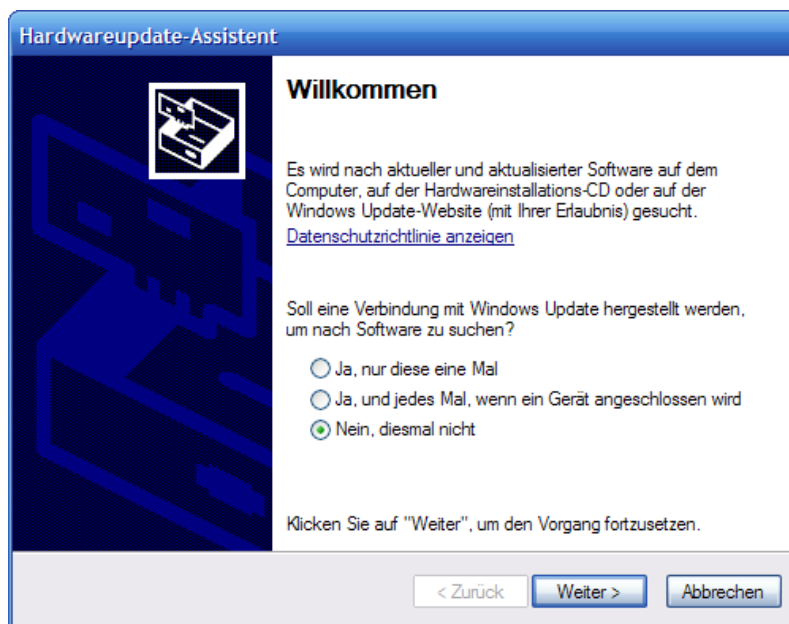 Hardwareupdate-Assistent
Willkommen
Es wird nach aktueller und aktualisierter Software auf dem
Computer, auf der Hardwareinstallations-CD oder auf der
Windows Update-Website (mit Ihrer Erlaubnis) gesucht.
Datenschutzrichtlinie anzeigen
Soll eine Verbindung mit Windows Update hergestellt werden,
um nach Software zu suchen?
Ja, nur diese eine Mal
Ja, und jedes Mal, wenn ein Gerät angeschlossen wird
Nein, diesmal nicht
Klicken Sie auf "Weiter", um den Vorgang fortzusetzen.
< Zurück Weiter > Abbrechen